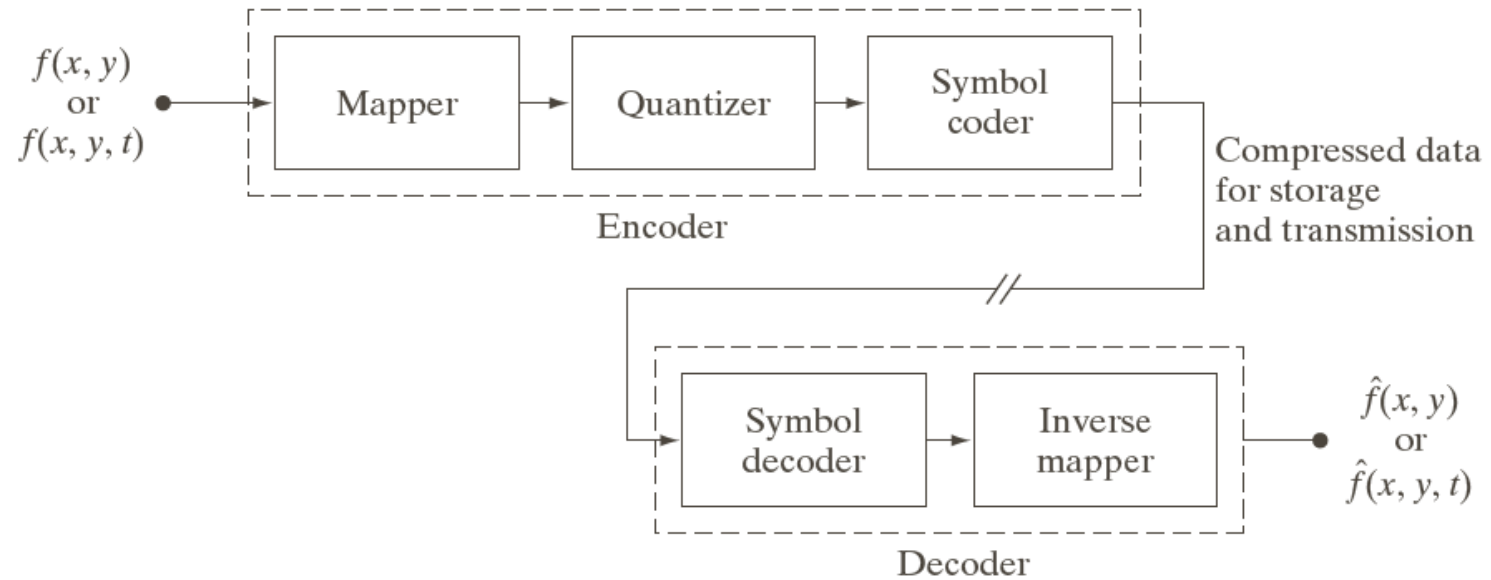 f(x, y)
or
f(x, y, t)
Mapper
Quantizer
Symbol
coder
Encoder
Compressed data
for storage
and transmission
Symbol
decoder
Inverse
mapper
Decoder
f̂(x, y)
or
f̂(x, y, t)